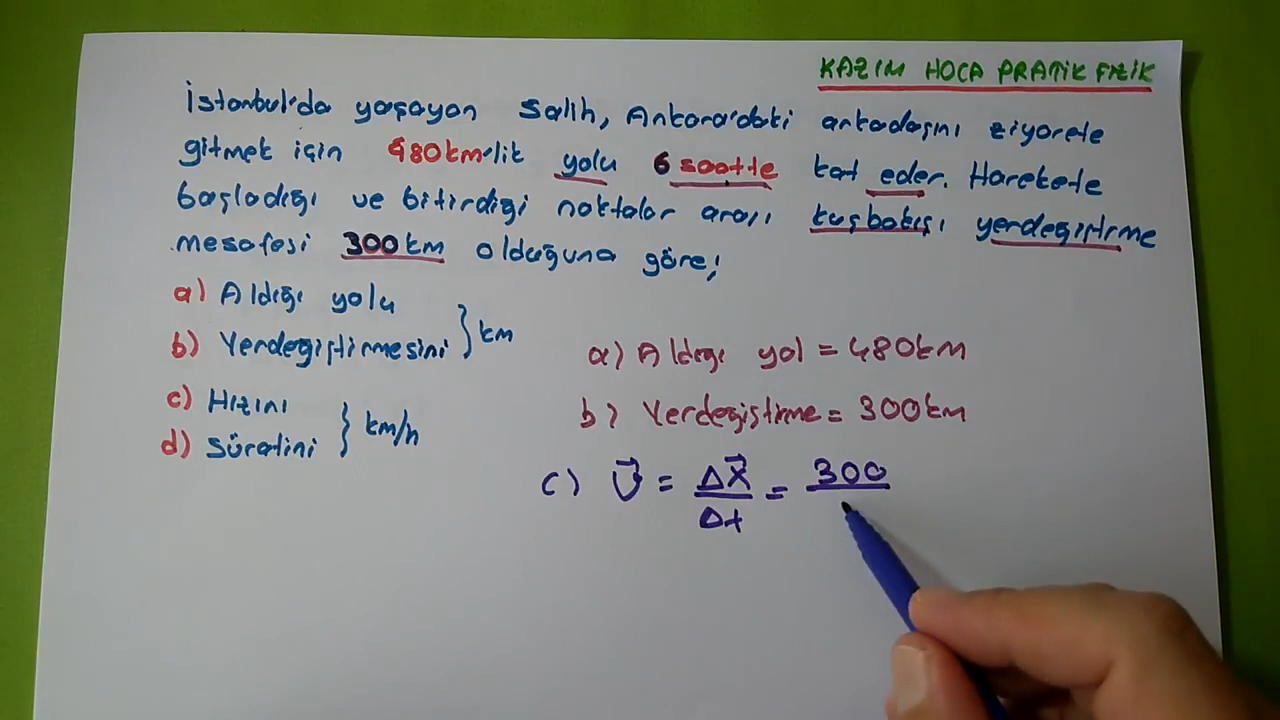 KAZIM HOCA PRATİK FİZİK
İstanbul'da yaşayan Salih, Ankara'daki arkadaşını ziyarete
gitmek için 480km'lik yolu 6 saatte kat eder. Harekete
başladığı ve bitirdiği noktalar arası kuşbakışı yerdeğiştirme
mesafesi 300km olduğuna göre;
a) Aldığı yolu
b) Yerdeğiştirmesini } km
c) Hızını
d) Süratini } km/h
a) Aldığı yol = 480km
b) Yerdeğiştirme = 300km
c) V⃗ = ΔX⃗/Δt = 300